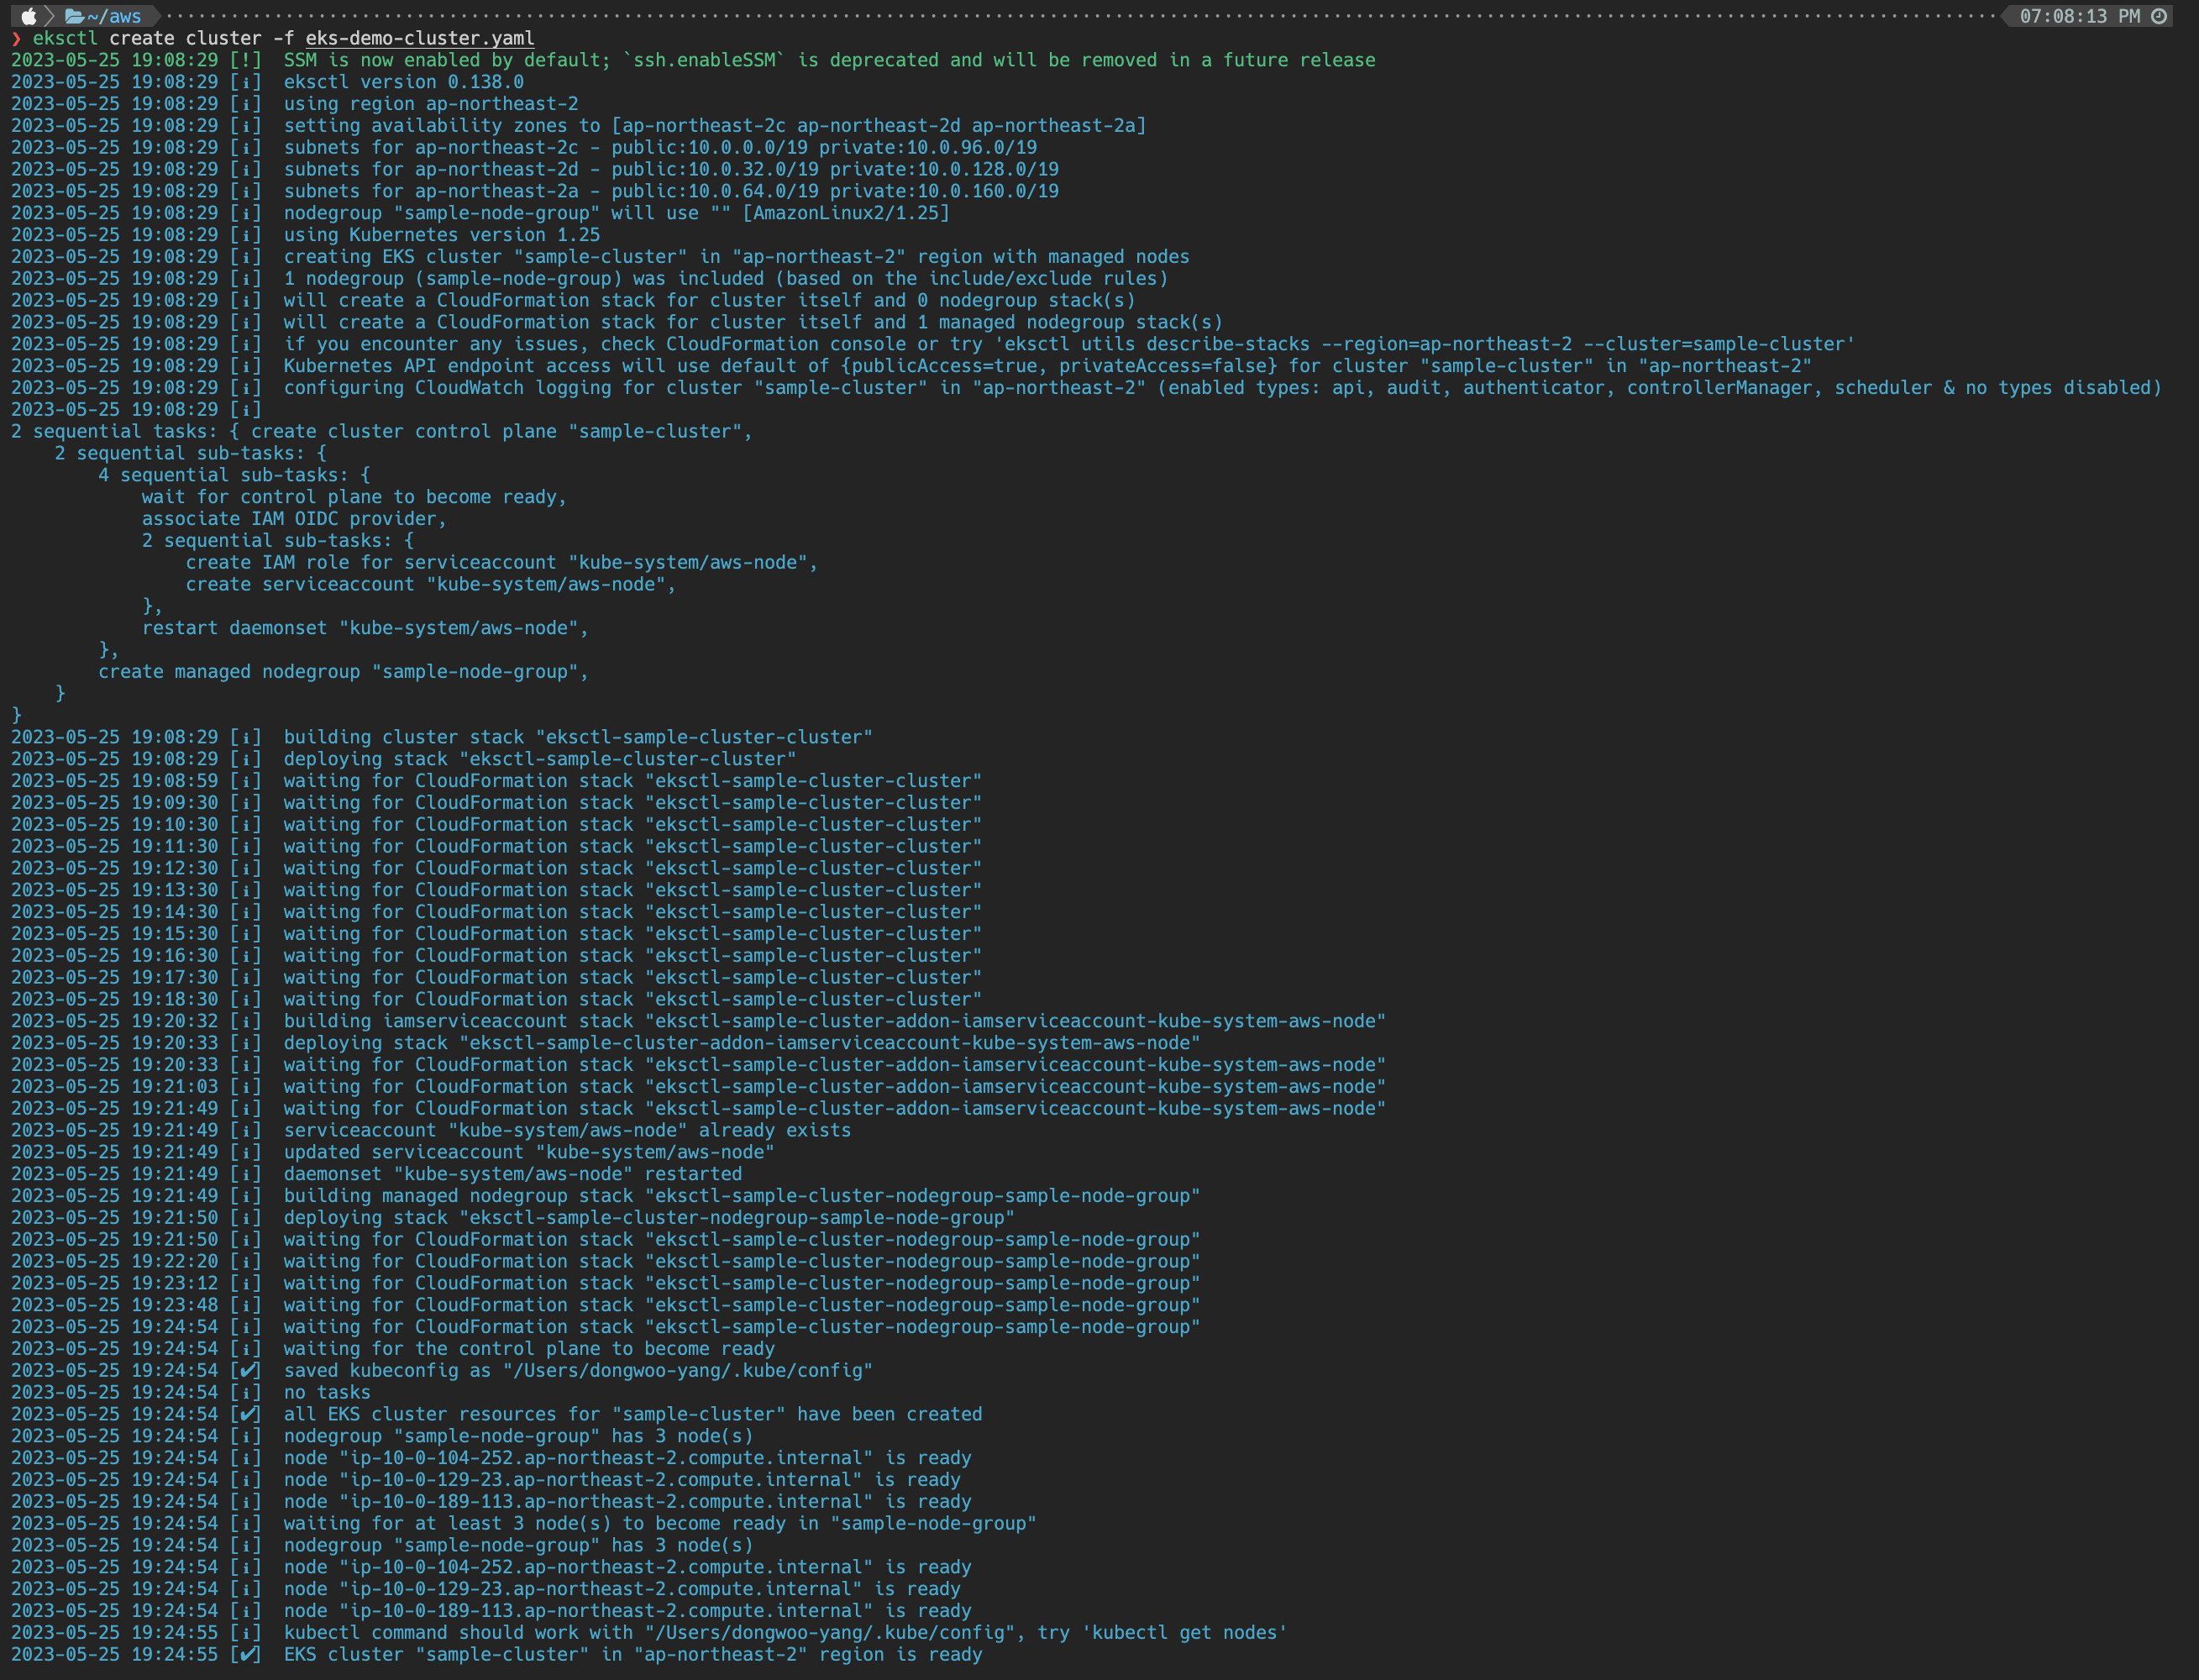 ~/aws 07:08:13 PM
❯ eksctl create cluster -f eks-demo-cluster.yaml
2023-05-25 19:08:29 [!]  SSM is now enabled by default; `ssh.enableSSM` is deprecated and will be removed in a future release
2023-05-25 19:08:29 [ℹ]  eksctl version 0.138.0
2023-05-25 19:08:29 [ℹ]  using region ap-northeast-2
2023-05-25 19:08:29 [ℹ]  setting availability zones to [ap-northeast-2c ap-northeast-2d ap-northeast-2a]
2023-05-25 19:08:29 [ℹ]  subnets for ap-northeast-2c - public:10.0.0.0/19 private:10.0.96.0/19
2023-05-25 19:08:29 [ℹ]  subnets for ap-northeast-2d - public:10.0.32.0/19 private:10.0.128.0/19
2023-05-25 19:08:29 [ℹ]  subnets for ap-northeast-2a - public:10.0.64.0/19 private:10.0.160.0/19
2023-05-25 19:08:29 [ℹ]  nodegroup "sample-node-group" will use "" [AmazonLinux2/1.25]
2023-05-25 19:08:29 [ℹ]  using Kubernetes version 1.25
2023-05-25 19:08:29 [ℹ]  creating EKS cluster "sample-cluster" in "ap-northeast-2" region with managed nodes
2023-05-25 19:08:29 [ℹ]  1 nodegroup (sample-node-group) was included (based on the include/exclude rules)
2023-05-25 19:08:29 [ℹ]  will create a CloudFormation stack for cluster itself and 0 nodegroup stack(s)
2023-05-25 19:08:29 [ℹ]  will create a CloudFormation stack for cluster itself and 1 managed nodegroup stack(s)
2023-05-25 19:08:29 [ℹ]  if you encounter any issues, check CloudFormation console or try 'eksctl utils describe-stacks --region=ap-northeast-2 --cluster=sample-cluster'
2023-05-25 19:08:29 [ℹ]  Kubernetes API endpoint access will use default of {publicAccess=true, privateAccess=false} for cluster "sample-cluster" in "ap-northeast-2"
2023-05-25 19:08:29 [ℹ]  configuring CloudWatch logging for cluster "sample-cluster" in "ap-northeast-2" (enabled types: api, audit, authenticator, controllerManager, scheduler & no types disabled)
2023-05-25 19:08:29 [ℹ]
2 sequential tasks: { create cluster control plane "sample-cluster",
    2 sequential sub-tasks: {
        4 sequential sub-tasks: {
            wait for control plane to become ready,
            associate IAM OIDC provider,
            2 sequential sub-tasks: {
                create IAM role for serviceaccount "kube-system/aws-node",
                create serviceaccount "kube-system/aws-node",
            },
            restart daemonset "kube-system/aws-node",
        },
        create managed nodegroup "sample-node-group",
    }
}
2023-05-25 19:08:29 [ℹ]  building cluster stack "eksctl-sample-cluster-cluster"
2023-05-25 19:08:29 [ℹ]  deploying stack "eksctl-sample-cluster-cluster"
2023-05-25 19:08:59 [ℹ]  waiting for CloudFormation stack "eksctl-sample-cluster-cluster"
2023-05-25 19:09:30 [ℹ]  waiting for CloudFormation stack "eksctl-sample-cluster-cluster"
2023-05-25 19:10:30 [ℹ]  waiting for CloudFormation stack "eksctl-sample-cluster-cluster"
2023-05-25 19:11:30 [ℹ]  waiting for CloudFormation stack "eksctl-sample-cluster-cluster"
2023-05-25 19:12:30 [ℹ]  waiting for CloudFormation stack "eksctl-sample-cluster-cluster"
2023-05-25 19:13:30 [ℹ]  waiting for CloudFormation stack "eksctl-sample-cluster-cluster"
2023-05-25 19:14:30 [ℹ]  waiting for CloudFormation stack "eksctl-sample-cluster-cluster"
2023-05-25 19:15:30 [ℹ]  waiting for CloudFormation stack "eksctl-sample-cluster-cluster"
2023-05-25 19:16:30 [ℹ]  waiting for CloudFormation stack "eksctl-sample-cluster-cluster"
2023-05-25 19:17:30 [ℹ]  waiting for CloudFormation stack "eksctl-sample-cluster-cluster"
2023-05-25 19:18:30 [ℹ]  waiting for CloudFormation stack "eksctl-sample-cluster-cluster"
2023-05-25 19:20:32 [ℹ]  building iamserviceaccount stack "eksctl-sample-cluster-addon-iamserviceaccount-kube-system-aws-node"
2023-05-25 19:20:33 [ℹ]  deploying stack "eksctl-sample-cluster-addon-iamserviceaccount-kube-system-aws-node"
2023-05-25 19:20:33 [ℹ]  waiting for CloudFormation stack "eksctl-sample-cluster-addon-iamserviceaccount-kube-system-aws-node"
2023-05-25 19:21:03 [ℹ]  waiting for CloudFormation stack "eksctl-sample-cluster-addon-iamserviceaccount-kube-system-aws-node"
2023-05-25 19:21:49 [ℹ]  waiting for CloudFormation stack "eksctl-sample-cluster-addon-iamserviceaccount-kube-system-aws-node"
2023-05-25 19:21:49 [ℹ]  serviceaccount "kube-system/aws-node" already exists
2023-05-25 19:21:49 [ℹ]  updated serviceaccount "kube-system/aws-node"
2023-05-25 19:21:49 [ℹ]  daemonset "kube-system/aws-node" restarted
2023-05-25 19:21:49 [ℹ]  building managed nodegroup stack "eksctl-sample-cluster-nodegroup-sample-node-group"
2023-05-25 19:21:50 [ℹ]  deploying stack "eksctl-sample-cluster-nodegroup-sample-node-group"
2023-05-25 19:21:50 [ℹ]  waiting for CloudFormation stack "eksctl-sample-cluster-nodegroup-sample-node-group"
2023-05-25 19:22:20 [ℹ]  waiting for CloudFormation stack "eksctl-sample-cluster-nodegroup-sample-node-group"
2023-05-25 19:23:12 [ℹ]  waiting for CloudFormation stack "eksctl-sample-cluster-nodegroup-sample-node-group"
2023-05-25 19:23:48 [ℹ]  waiting for CloudFormation stack "eksctl-sample-cluster-nodegroup-sample-node-group"
2023-05-25 19:24:54 [ℹ]  waiting for CloudFormation stack "eksctl-sample-cluster-nodegroup-sample-node-group"
2023-05-25 19:24:54 [ℹ]  waiting for the control plane to become ready
2023-05-25 19:24:54 [✔]  saved kubeconfig as "/Users/dongwoo-yang/.kube/config"
2023-05-25 19:24:54 [ℹ]  no tasks
2023-05-25 19:24:54 [✔]  all EKS cluster resources for "sample-cluster" have been created
2023-05-25 19:24:54 [ℹ]  nodegroup "sample-node-group" has 3 node(s)
2023-05-25 19:24:54 [ℹ]  node "ip-10-0-104-252.ap-northeast-2.compute.internal" is ready
2023-05-25 19:24:54 [ℹ]  node "ip-10-0-129-23.ap-northeast-2.compute.internal" is ready
2023-05-25 19:24:54 [ℹ]  node "ip-10-0-189-113.ap-northeast-2.compute.internal" is ready
2023-05-25 19:24:54 [ℹ]  waiting for at least 3 node(s) to become ready in "sample-node-group"
2023-05-25 19:24:54 [ℹ]  nodegroup "sample-node-group" has 3 node(s)
2023-05-25 19:24:54 [ℹ]  node "ip-10-0-104-252.ap-northeast-2.compute.internal" is ready
2023-05-25 19:24:54 [ℹ]  node "ip-10-0-129-23.ap-northeast-2.compute.internal" is ready
2023-05-25 19:24:54 [ℹ]  node "ip-10-0-189-113.ap-northeast-2.compute.internal" is ready
2023-05-25 19:24:55 [ℹ]  kubectl command should work with "/Users/dongwoo-yang/.kube/config", try 'kubectl get nodes'
2023-05-25 19:24:55 [✔]  EKS cluster "sample-cluster" in "ap-northeast-2" region is ready